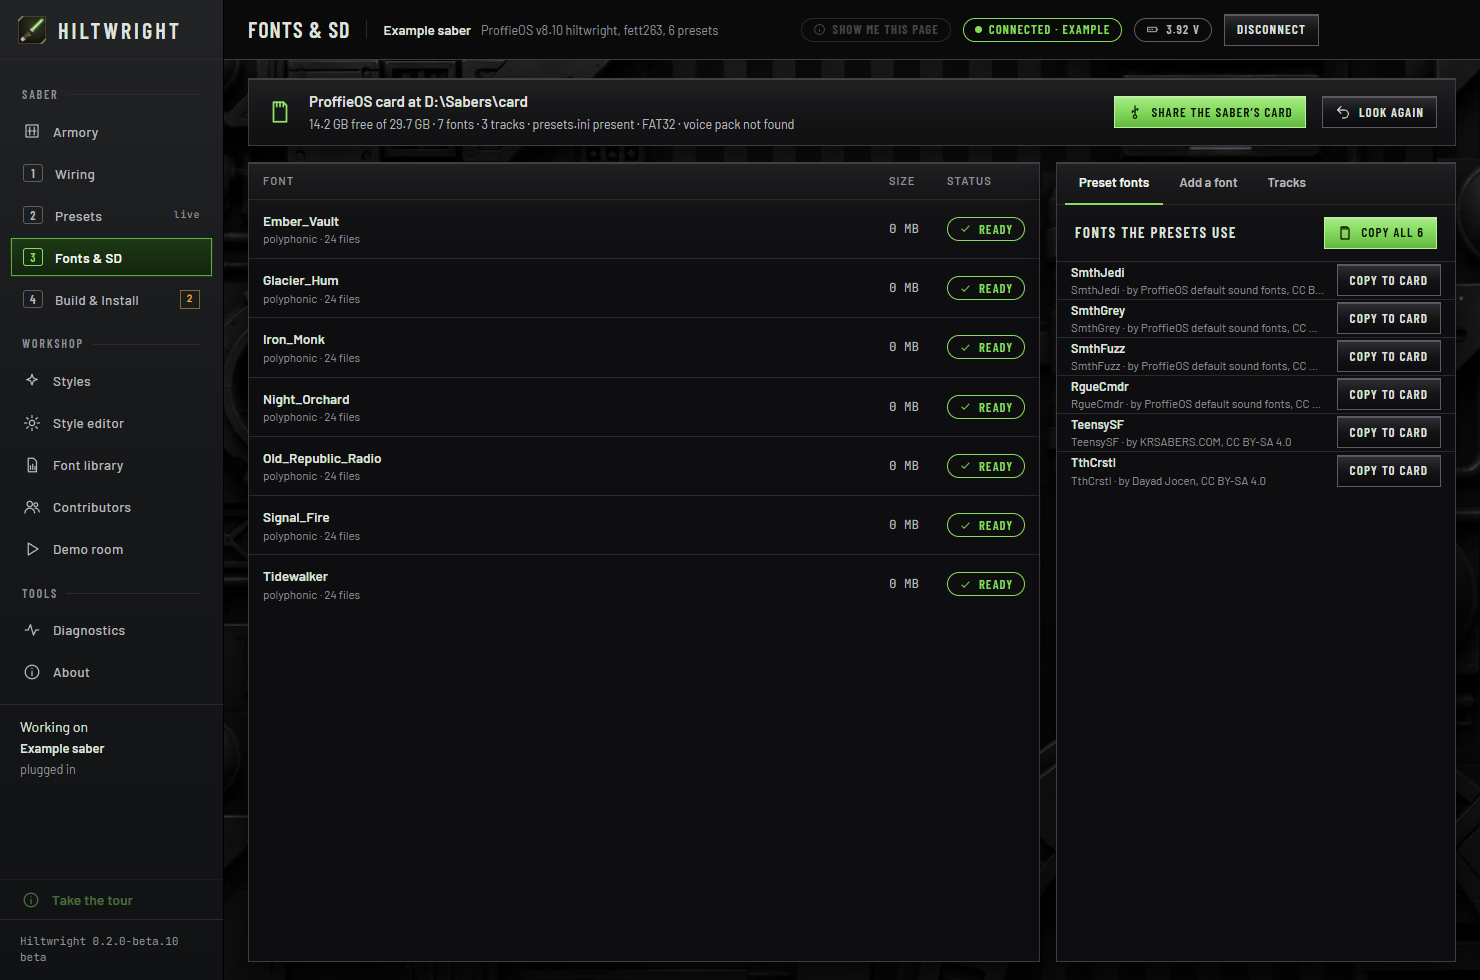 HILTWRIGHT
FONTS & SD
Example saber
ProffieOS v8.10 hiltwright, fett263, 6 presets
SHOW ME THIS PAGE
CONNECTED · EXAMPLE
3.92 V
DISCONNECT
SABER
Armory
1 Wiring
2 Presets live
3 Fonts & SD
4 Build & Install 2
WORKSHOP
Styles
Style editor
Font library
Contributors
Demo room
TOOLS
Diagnostics
About
Working on
Example saber
plugged in
Take the tour
Hiltwright 0.2.0-beta.10
beta
ProffieOS card at D:\Sabers\card
14.2 GB free of 29.7 GB · 7 fonts · 3 tracks · presets.ini present · FAT32 · voice pack not found
SHARE THE SABER'S CARD
LOOK AGAIN
FONT SIZE STATUS
Ember_Vault
polyphonic · 24 files
0 MB READY
Glacier_Hum
polyphonic · 24 files
0 MB READY
Iron_Monk
polyphonic · 24 files
0 MB READY
Night_Orchard
polyphonic · 24 files
0 MB READY
Old_Republic_Radio
polyphonic · 24 files
0 MB READY
Signal_Fire
polyphonic · 24 files
0 MB READY
Tidewalker
polyphonic · 24 files
0 MB READY
Preset fonts Add a font Tracks
FONTS THE PRESETS USE
COPY ALL 6
SmthJedi
SmthJedi · by ProffieOS default sound fonts, CC B...
COPY TO CARD
SmthGrey
SmthGrey · by ProffieOS default sound fonts, CC ...
COPY TO CARD
SmthFuzz
SmthFuzz · by ProffieOS default sound fonts, CC ...
COPY TO CARD
RgueCmdr
RgueCmdr · by ProffieOS default sound fonts, CC ...
COPY TO CARD
TeensySF
TeensySF · by KRSABERS.COM, CC BY-SA 4.0
COPY TO CARD
TthCrstl
TthCrstl · by Dayad Jocen, CC BY-SA 4.0
COPY TO CARD